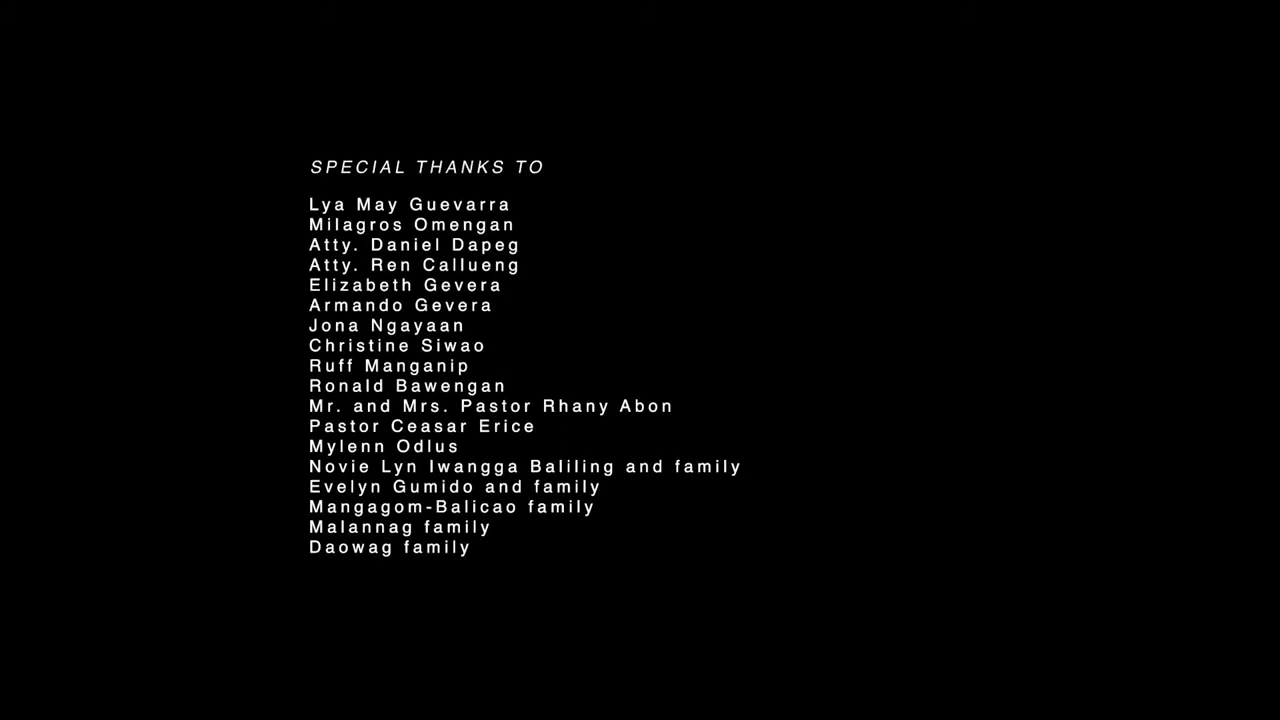 SPECIAL THANKS TO
Lya May Guevarra
Milagros Omengan
Atty. Daniel Dapeg
Atty. Ren Callueng
Elizabeth Gevera
Armando Gevera
Jona Ngayaan
Christine Siwao
Ruff Manganip
Ronald Bawengan
Mr. and Mrs. Pastor Rhany Abon
Pastor Ceasar Erice
Mylenn Odlus
Novie Lyn Iwangga Baliling and family
Evelyn Gumido and family
Mangagom-Balicao family
Malannag family
Daowag family